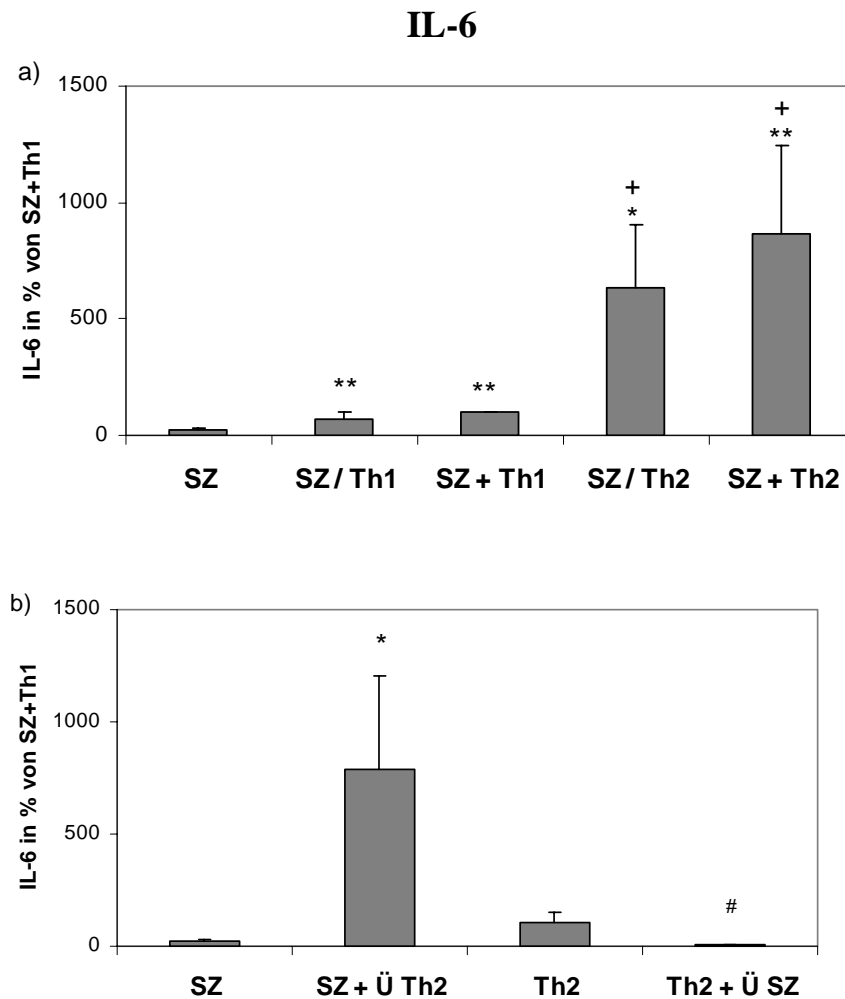 IL-6
a)
IL-6 in % von SZ+Th1
1500
1000
500
0
**
**
+
*
+
**
SZ
SZ / Th1
SZ + Th1
SZ / Th2
SZ + Th2
b)
IL-6 in % von SZ+Th1
1500
1000
500
0
*
#
SZ
SZ + Ü Th2
Th2
Th2 + Ü SZ